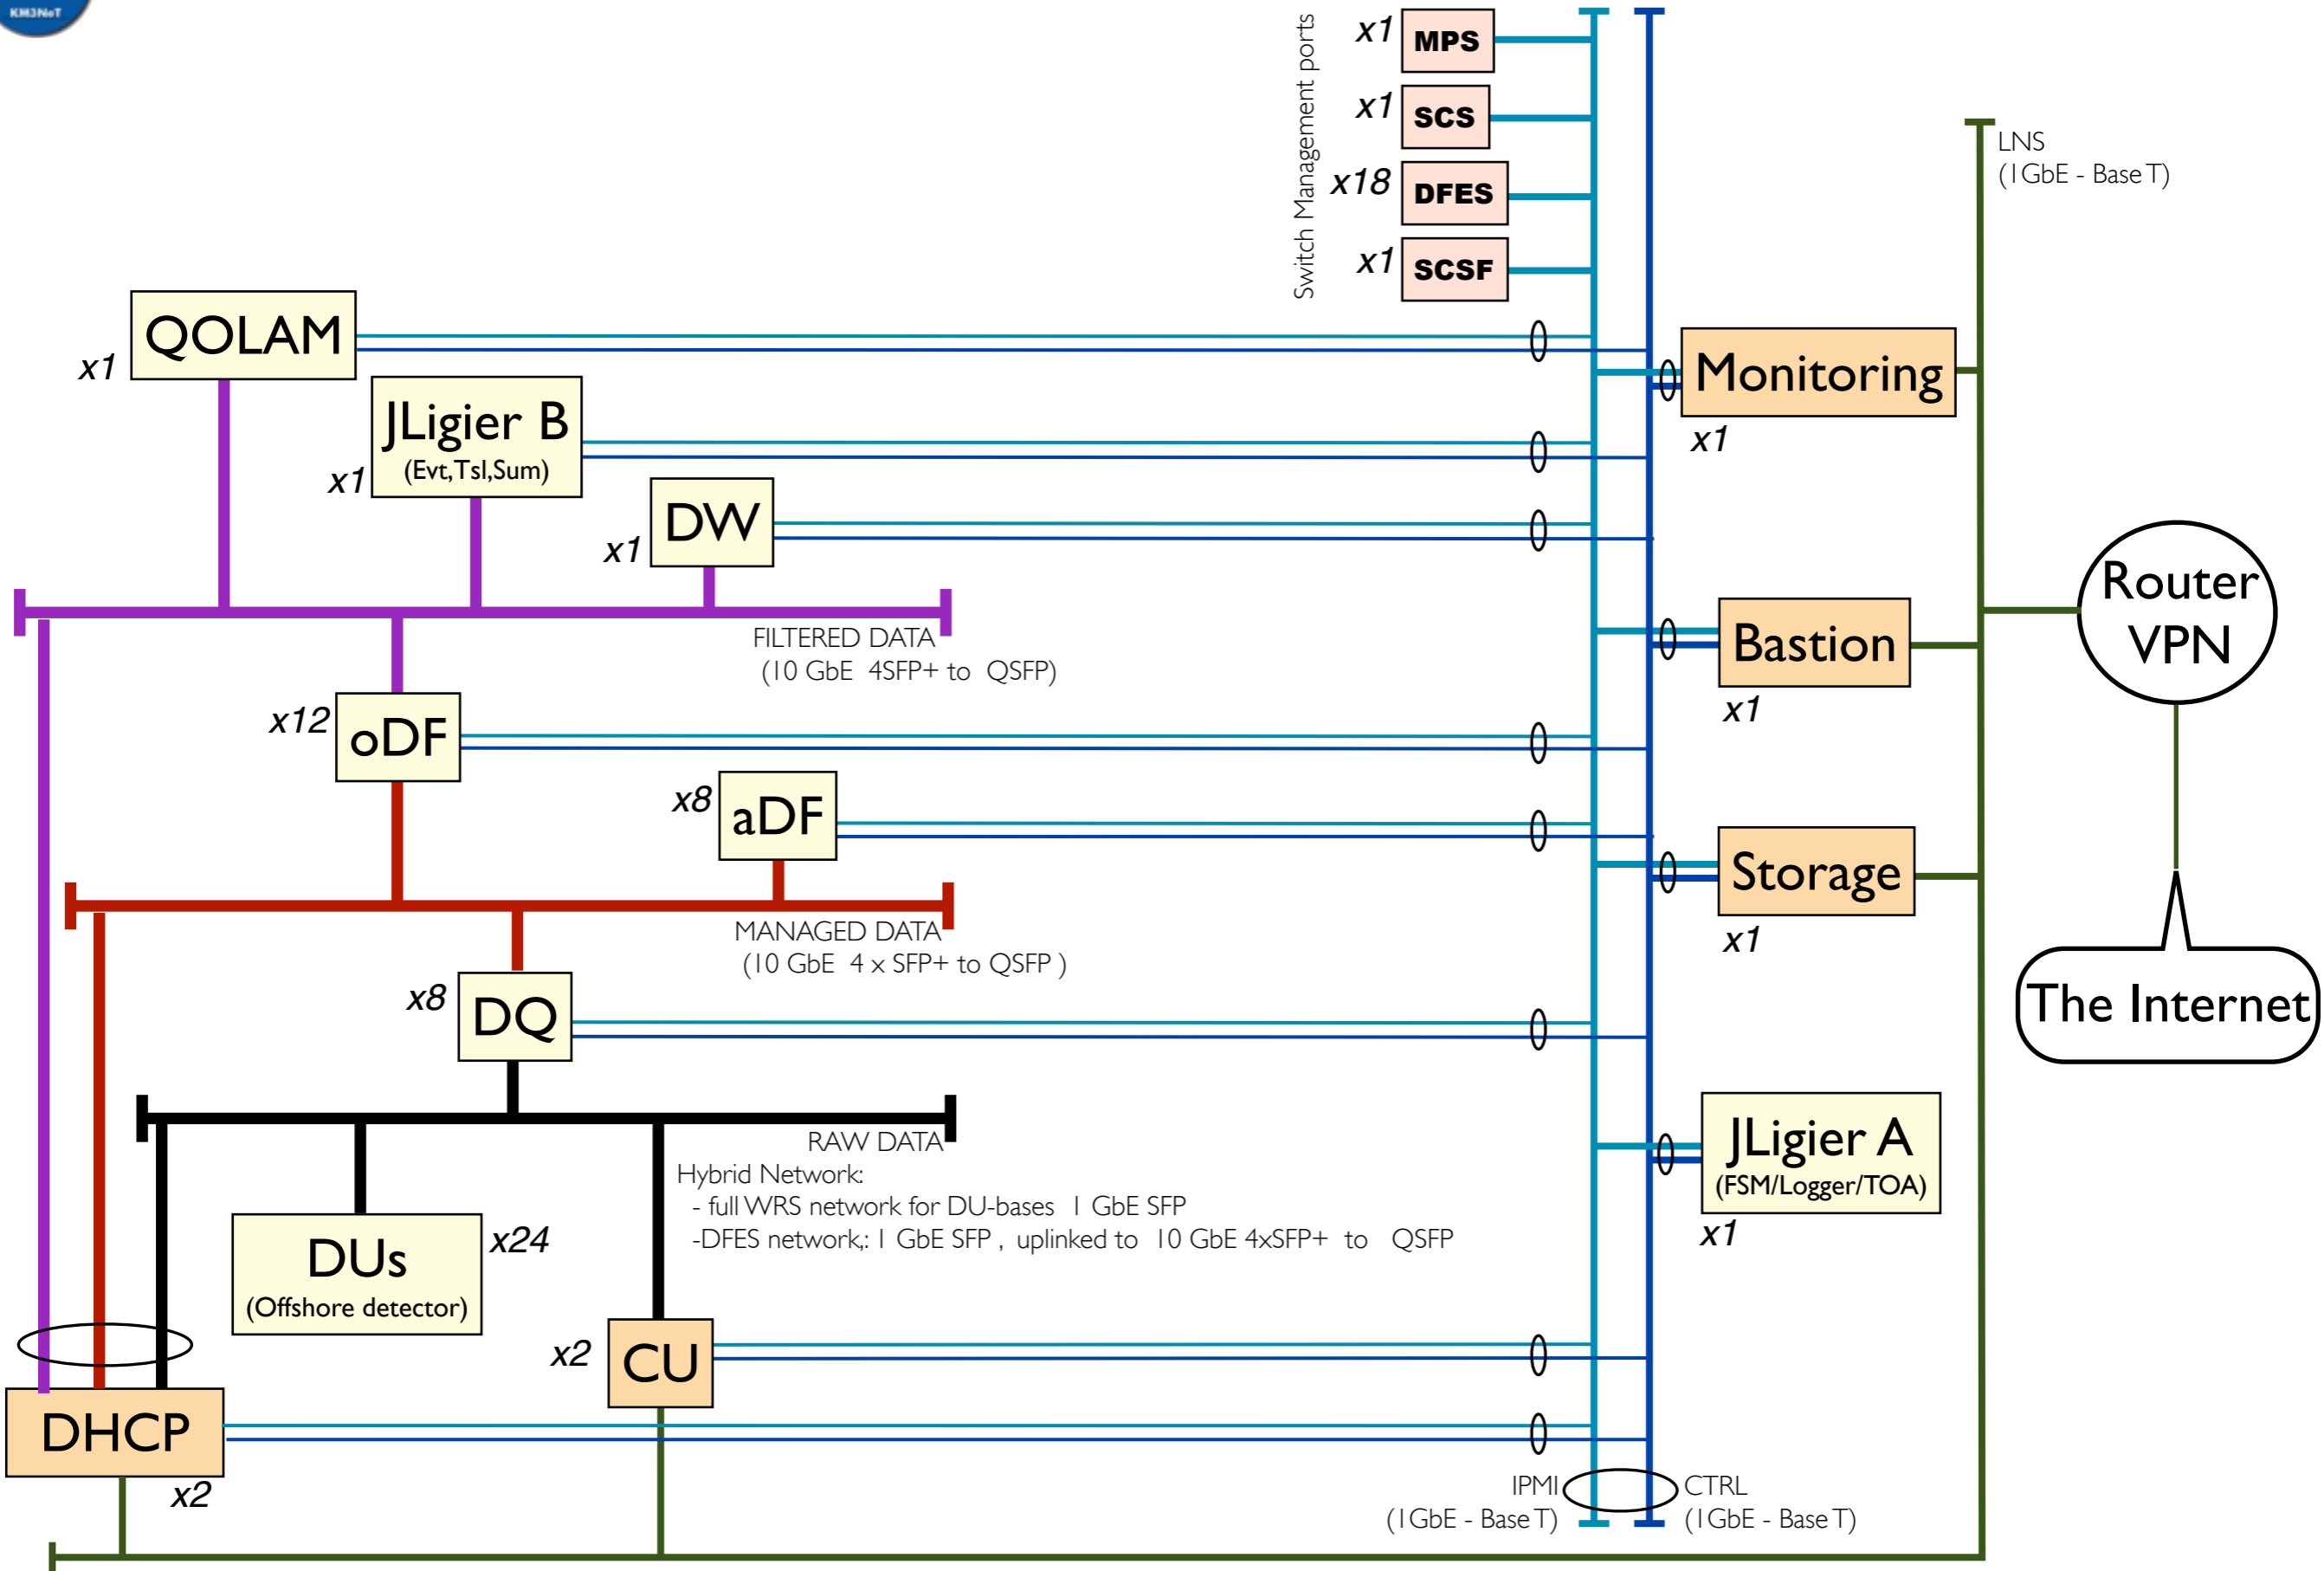 KM3NeT
Switch Management ports
x1 MPS
x1 SCS
x18 DFES
x1 SCSF
LNS
(1GbE - Base T)
QOLAM
x1
JLigier B
(Evt,Tsl,Sum)
x1
DW
x1
Monitoring
x1
FILTERED DATA
(10 GbE 4SFP+ to QSFP)
Bastion
x1
Router
VPN
x12 oDF
x8 aDF
Storage
x1
MANAGED DATA
(10 GbE 4 x SFP+ to QSFP )
The Internet
x8 DQ
RAW DATA
Hybrid Network:
- full WRS network for DU-bases 1 GbE SFP
-DFES network,: 1 GbE SFP , uplinked to 10 GbE 4xSFP+ to QSFP
JLigier A
(FSM/Logger/TOA)
x1
DUs
(Offshore detector)
x24
x2 CU
DHCP
x2
IPMI
(1GbE - Base T)
CTRL
(1GbE - Base T)